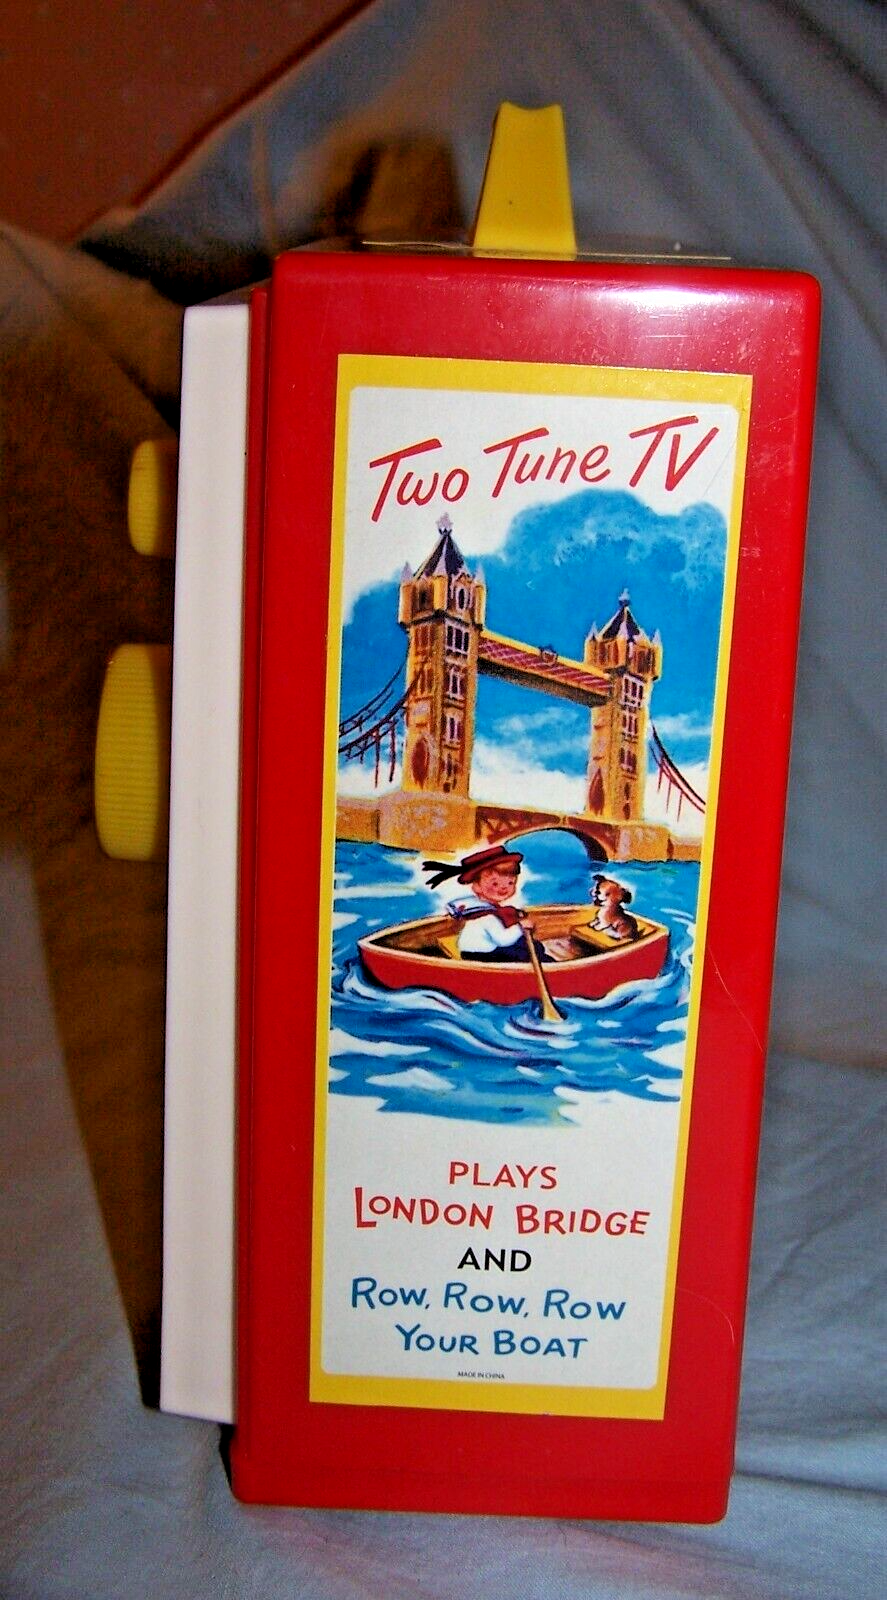 Two Tune TV
PLAYS
LONDON BRIDGE
AND
ROW, ROW, ROW
YOUR BOAT
MADE IN CHINA